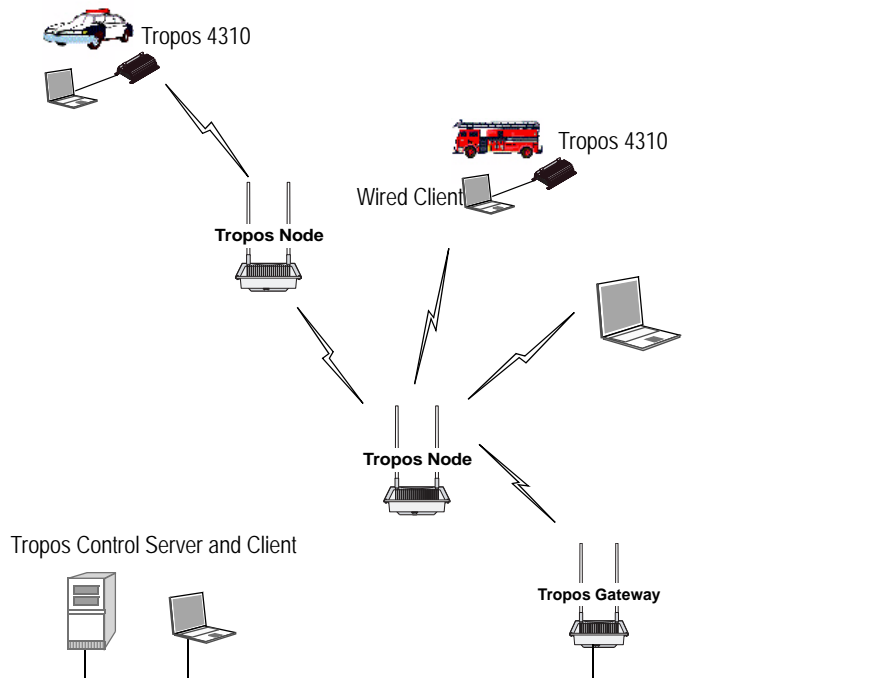 Tropos 4310
Tropos 4310
Wired Client
Tropos Node
Tropos Node
Tropos Control Server and Client
Tropos Gateway